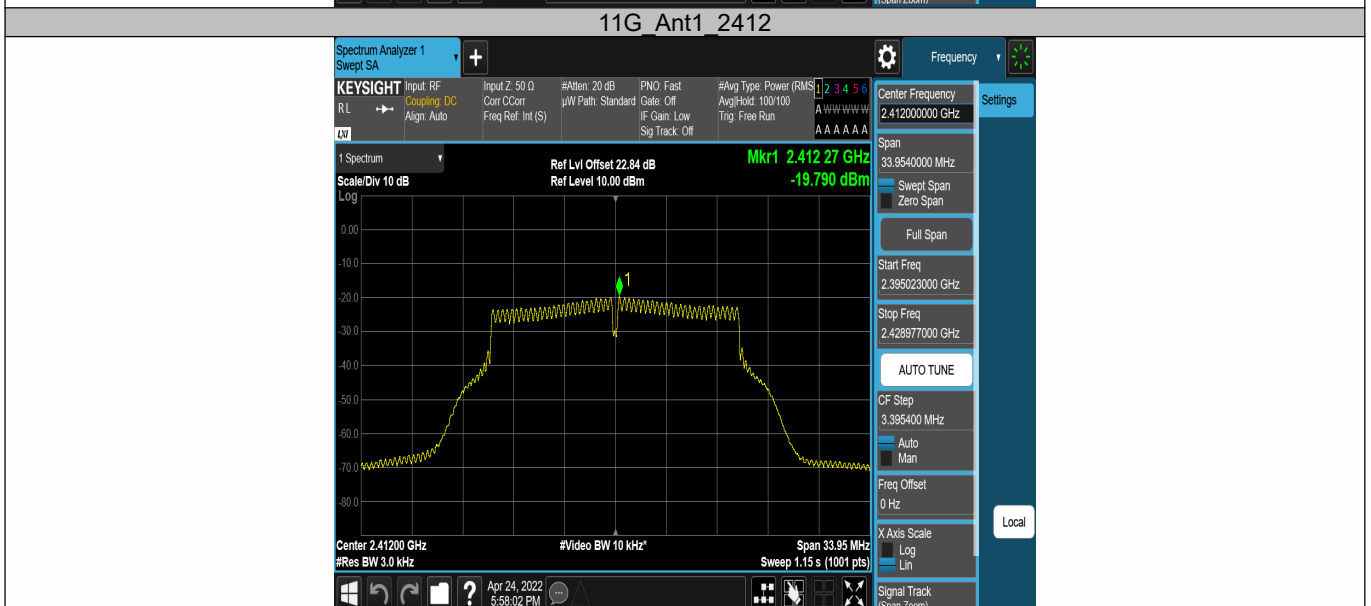 (Span Zoom)
11G_Ant1_2412
Spectrum Analyzer 1
Swept SA
+
Frequency
KEYSIGHT
R L
LXI
Input: RF
Coupling: DC
Align: Auto
Input Z: 50 Ω
Corr CCorr
Freq Ref: Int (S)
#Atten: 20 dB
µW Path: Standard
PNO: Fast
Gate: Off
IF Gain: Low
Sig Track: Off
#Avg Type: Power (RMS
Avg|Hold: 100/100
Trig: Free Run
1 2 3 4 5 6
A W W W W W
A A A A A A
1 Spectrum
Scale/Div 10 dB
Log
Ref Lvl Offset 22.84 dB
Ref Level 10.00 dBm
Mkr1 2.412 27 GHz
-19.790 dBm
0.00
-10.0
-20.0
-30.0
-40.0
-50.0
-60.0
-70.0
-80.0
1
Center 2.41200 GHz
#Res BW 3.0 kHz
#Video BW 10 kHz*
Span 33.95 MHz
Sweep 1.15 s (1001 pts)
Center Frequency
2.412000000 GHz
Settings
Span
33.9540000 MHz
Swept Span
Zero Span
Full Span
Start Freq
2.395023000 GHz
Stop Freq
2.428977000 GHz
AUTO TUNE
CF Step
3.395400 MHz
Auto
Man
Freq Offset
0 Hz
X Axis Scale
Log
Lin
Local
Signal Track
(Span Zoom)
?
Apr 24, 2022
5:58:02 PM